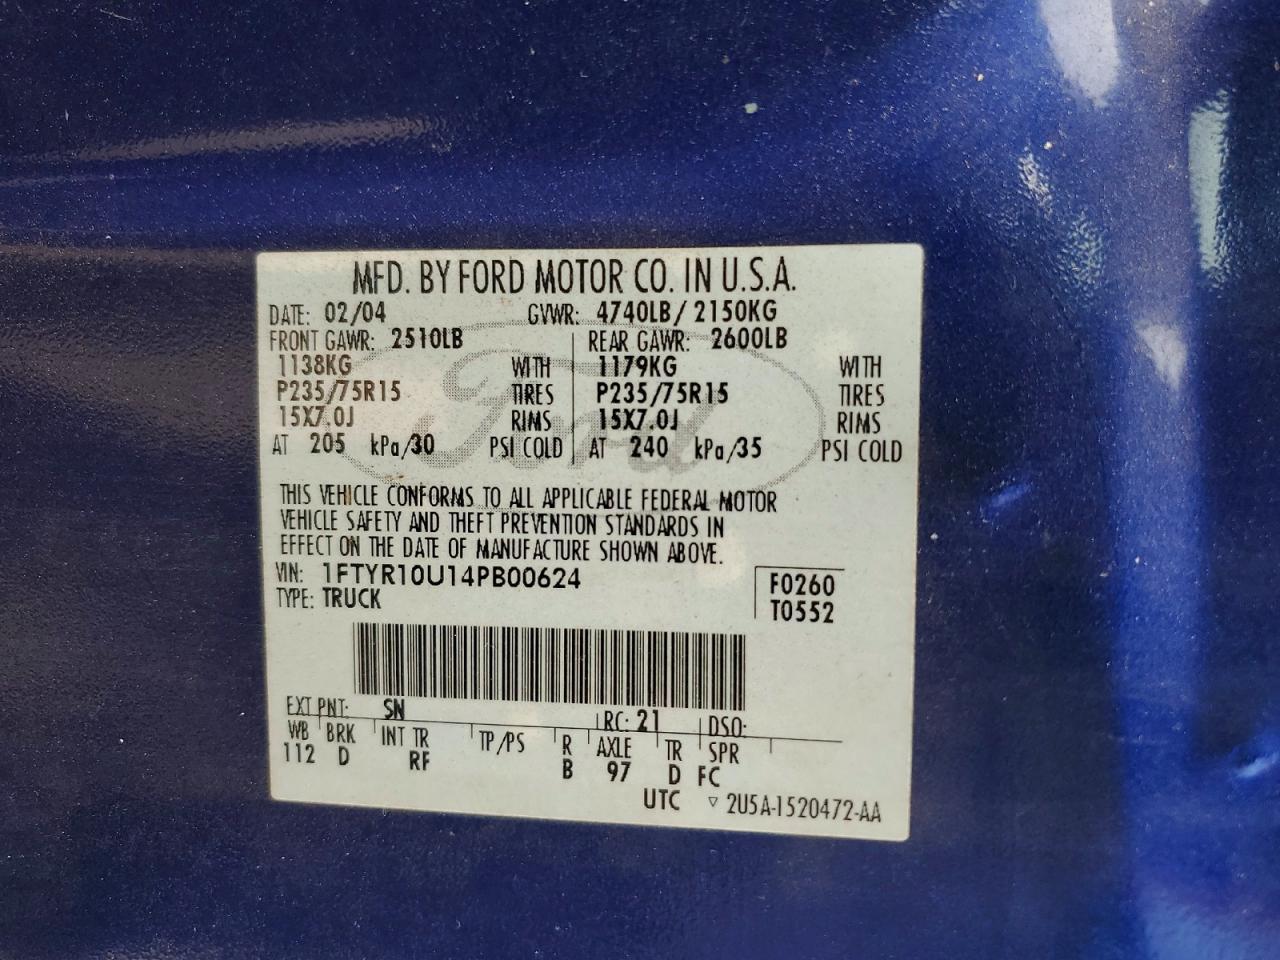 MFD. BY FORD MOTOR CO. IN U.S.A.
DATE: 02/04 GVWR: 4740LB/ 2150KG
FRONT GAWR: 2510LB REAR GAWR: 2600LB
1138KG WITH 1179KG WITH
P235/75R15 TIRES P235/75R15 TIRES
15X7.0J RIMS 15X7.0J RIMS
AT 205 kPa/30 PSI COLD AT 240 kPa/35 PSI COLD
Ford
THIS VEHICLE CONFORMS TO ALL APPLICABLE FEDERAL MOTOR
VEHICLE SAFETY AND THEFT PREVENTION STANDARDS IN
EFFECT ON THE DATE OF MANUFACTURE SHOWN ABOVE.
VIN: 1FTYR10U14PB00624 F0260
TYPE: TRUCK T0552
EXT PNT: SN RC: 21 DSO:
WB BRK INT TR TP/PS R AXLE TR SPR
112 D RF B 97 D FC
UTC ▽ 2U5A-1520472-AA